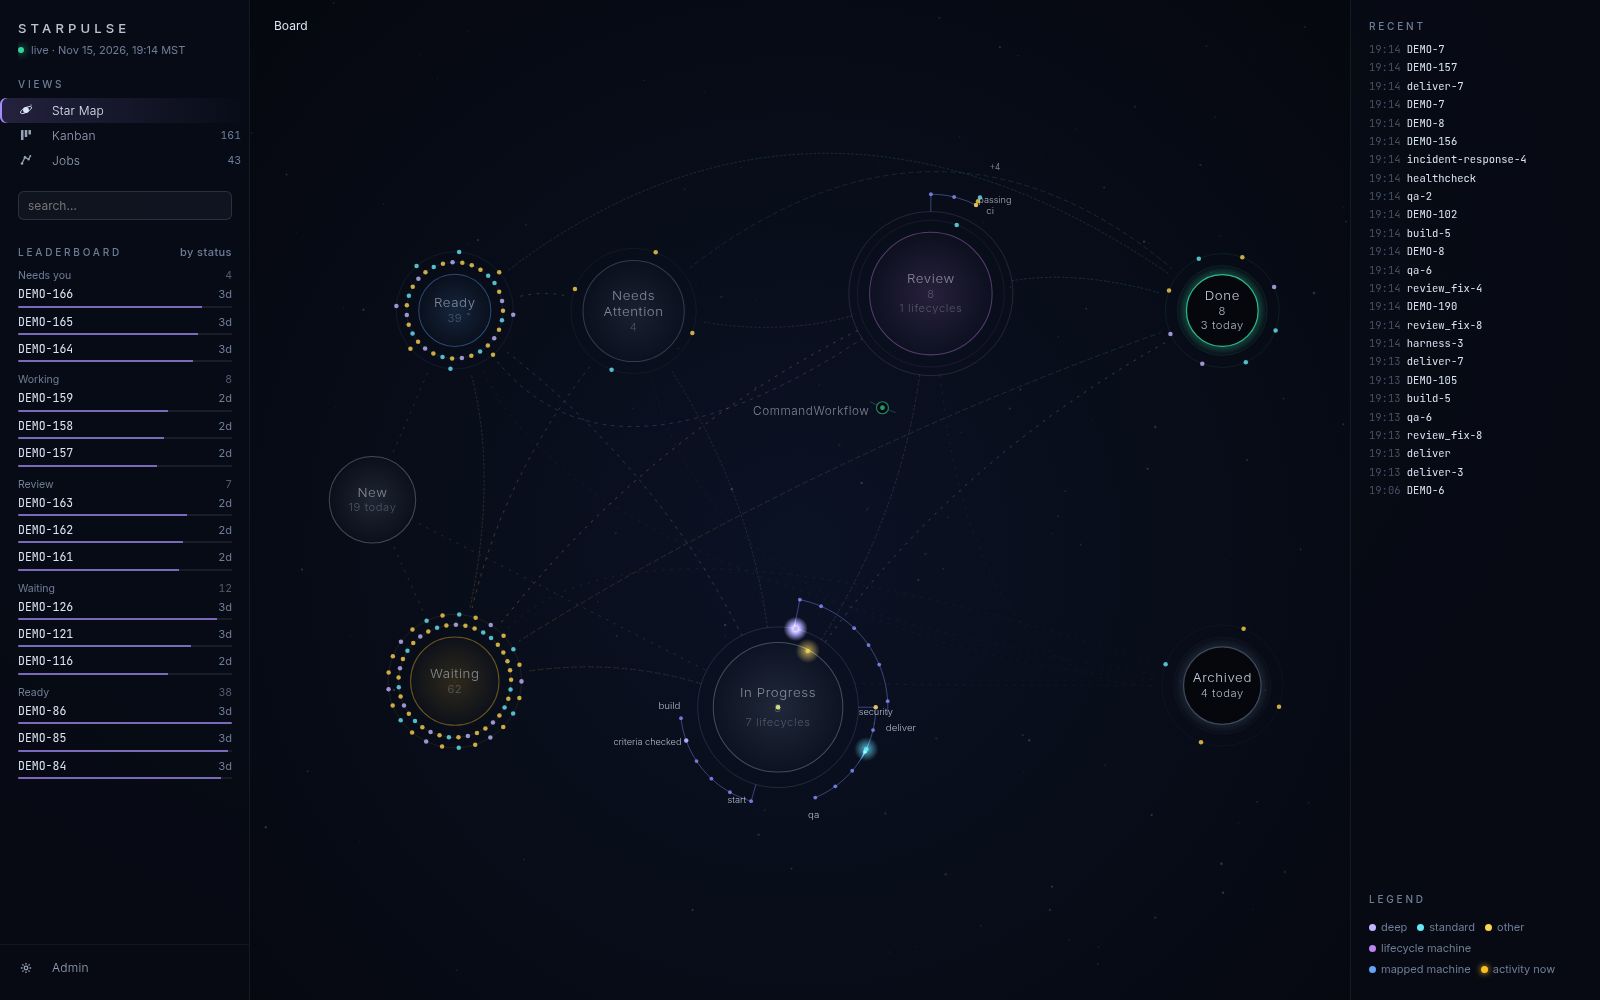 STARPULSE
live · Nov 15, 2026, 19:14 MST
VIEWS
Star Map
Kanban 161
Jobs 43
search...
LEADERBOARD by status
Needs you 4
DEMO-166 3d
DEMO-165 3d
DEMO-164 3d
Working 8
DEMO-159 2d
DEMO-158 2d
DEMO-157 2d
Review 7
DEMO-163 2d
DEMO-162 2d
DEMO-161 2d
Waiting 12
DEMO-126 3d
DEMO-121 3d
DEMO-116 2d
Ready 38
DEMO-86 3d
DEMO-85 3d
DEMO-84 3d
Admin
Board
+4
passing
ci
Ready
39
Needs
Attention
4
Review
8
1 lifecycles
Done
8
3 today
CommandWorkflow
New
19 today
Waiting
62
In Progress
7 lifecycles
build
criteria checked
start
security
deliver
qa
Archived
4 today
RECENT
19:14 DEMO-7
19:14 DEMO-157
19:14 deliver-7
19:14 DEMO-7
19:14 DEMO-8
19:14 DEMO-156
19:14 incident-response-4
19:14 healthcheck
19:14 qa-2
19:14 DEMO-102
19:14 build-5
19:14 DEMO-8
19:14 qa-6
19:14 review_fix-4
19:14 DEMO-190
19:14 review_fix-8
19:14 harness-3
19:13 deliver-7
19:13 DEMO-105
19:13 build-5
19:13 qa-6
19:13 review_fix-8
19:13 deliver
19:13 deliver-3
19:06 DEMO-6
LEGEND
deep standard other
lifecycle machine
mapped machine activity now